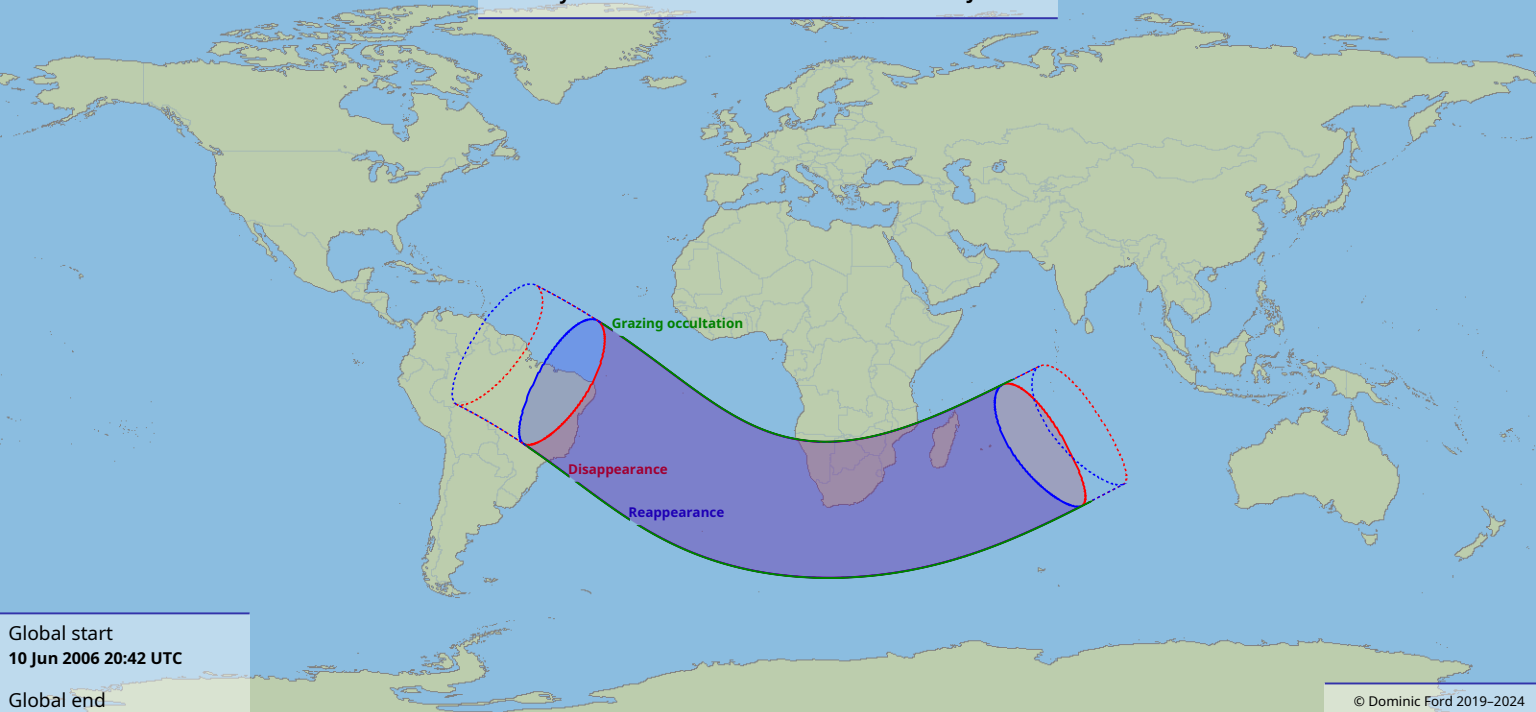 Grazing occultation
Disappearance
Reappearance
Global start
10 Jun 2006 20:42 UTC
Global end
© Dominic Ford 2019–2024